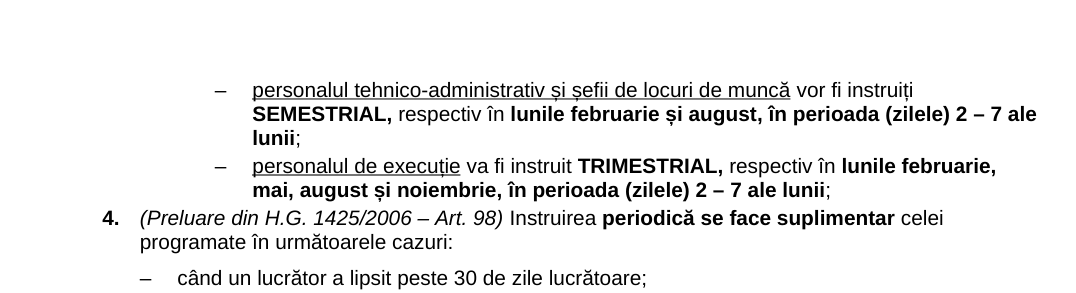 – personalul tehnico-administrativ și șefii de locuri de muncă vor fi instruiți
SEMESTRIAL, respectiv în lunile februarie și august, în perioada (zilele) 2 – 7 ale
lunii;
– personalul de execuție va fi instruit TRIMESTRIAL, respectiv în lunile februarie,
mai, august și noiembrie, în perioada (zilele) 2 – 7 ale lunii;
4. (Preluare din H.G. 1425/2006 – Art. 98) Instruirea periodică se face suplimentar celei
programate în următoarele cazuri:
– când un lucrător a lipsit peste 30 de zile lucrătoare;